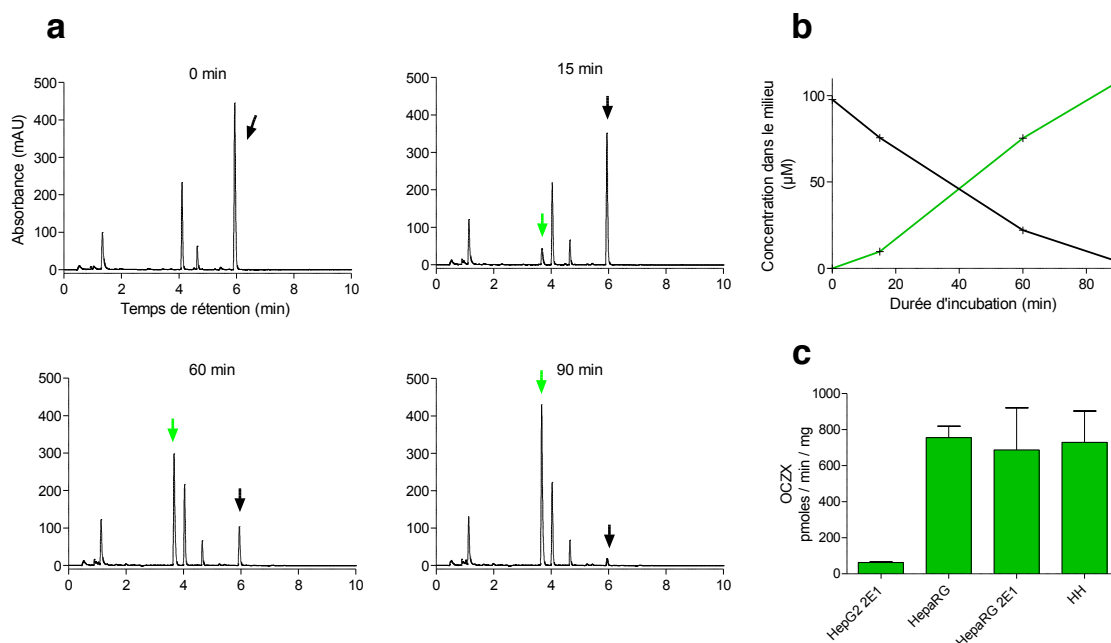 a
0 min
500
400
300
200
100
0
Absorbance (mAU)
0 2 4 6 8 10
Temps de rétention (min)
15 min
500
400
300
200
100
0
0 2 4 6 8 10
60 min
500
400
300
200
100
0
0 2 4 6 8 10
90 min
500
400
300
200
100
0
0 2 4 6 8 10
b
100
50
0
Concentration dans le milieu
(µM)
0 20 40 60 80
Durée d'incubation (min)
c
1000
800
600
400
200
0
OCZX
pmoles / min / mg
HepG2 2E1
HepaRG
HepaRG 2E1
HH